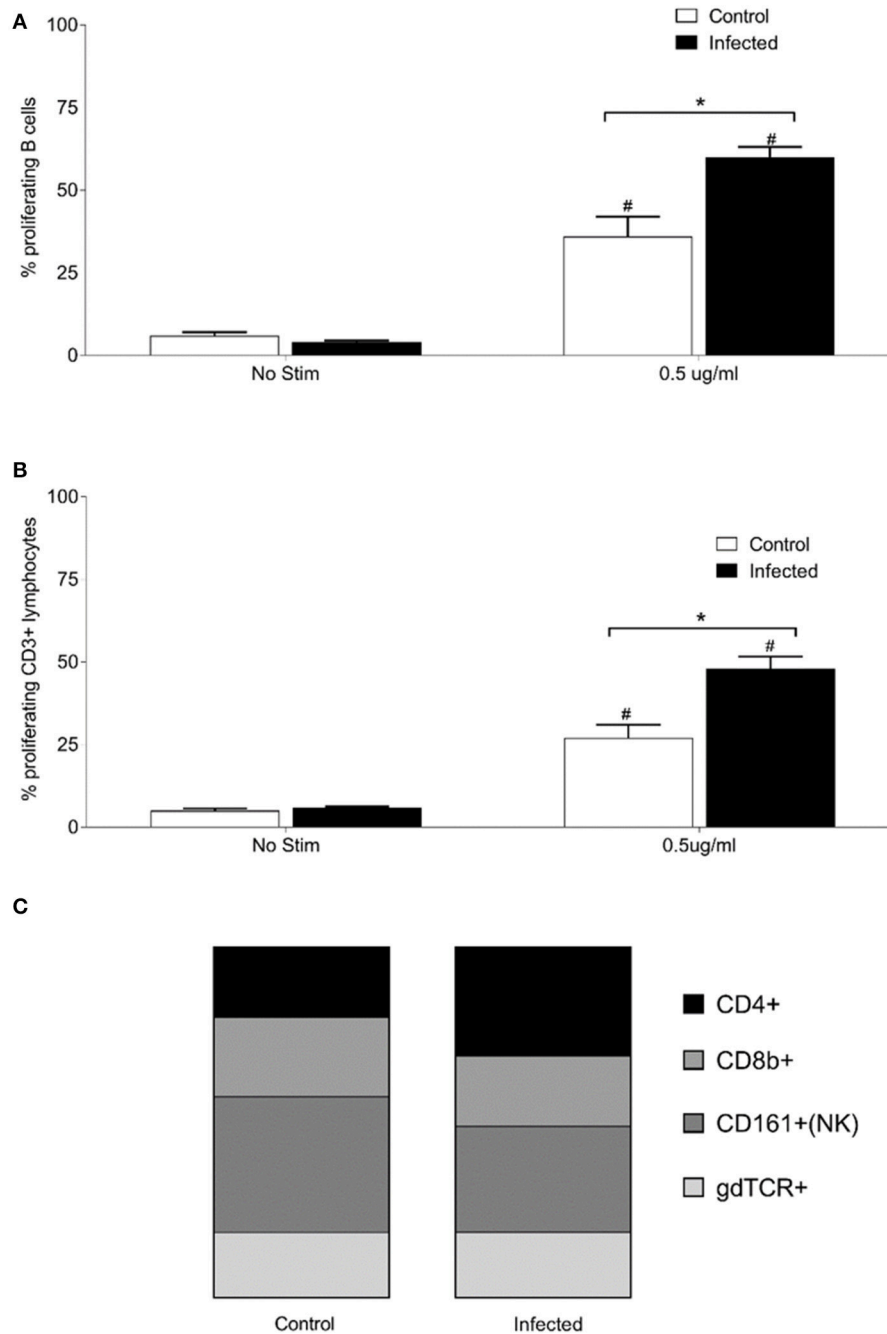 A
Control
Infected
% proliferating B cells
100
75
50
25
0
*
#
#
No Stim
0.5 ug/ml
B
Control
Infected
% proliferating CD3+ lymphocytes
100
75
50
25
0
*
#
#
No Stim
0.5ug/ml
C
CD4+
CD8b+
CD161+(NK)
gdTCR+
Control
Infected